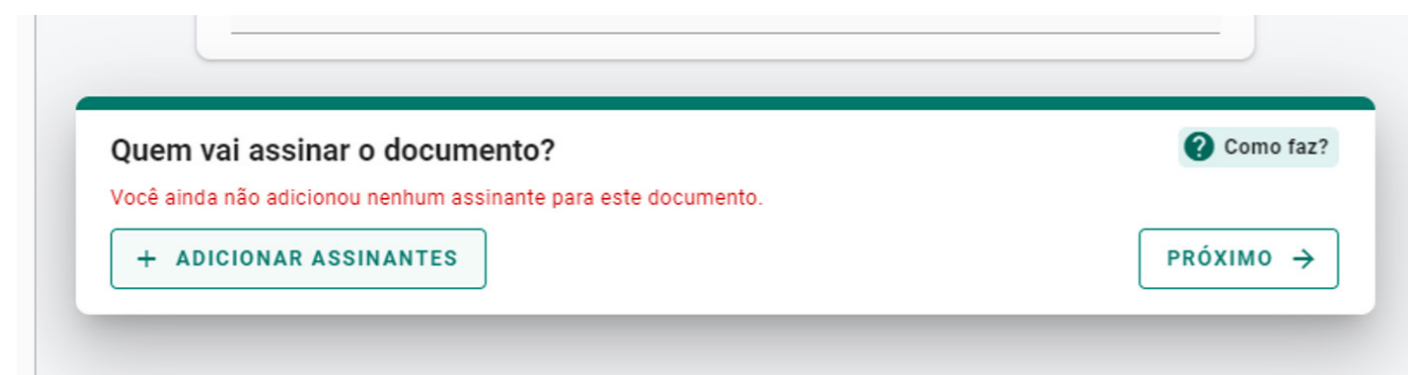 Quem vai assinar o documento?
Como faz?
Você ainda não adicionou nenhum assinante para este documento.
+ ADICIONAR ASSINANTES
PRÓXIMO →